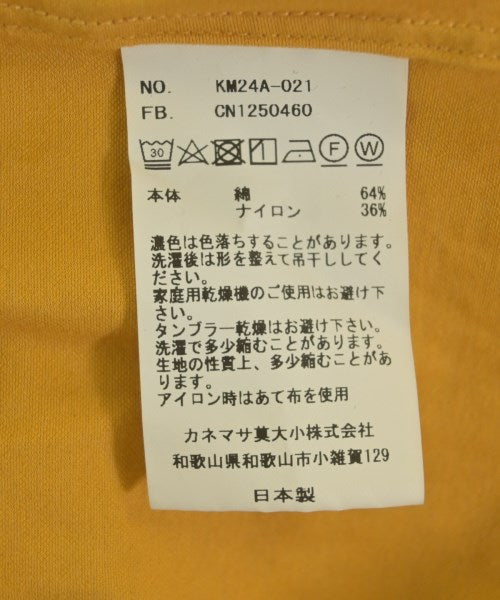 NO. KM24A-021
FB. CN1250460
30 F W
本体 綿 64%
ナイロン 36%
濃色は色落ちすることがあります。
洗濯後は形を整えて吊干ししてく
ださい。
家庭用乾燥機のご使用はお避け下
さい。
タンブラー乾燥はお避け下さい。
洗濯で多少縮むことがあります。
生地の性質上、多少縮むことがあ
ります。
アイロン時はあて布を使用
カネマサ莫大小株式会社
和歌山県和歌山市小雑賀129
日本製